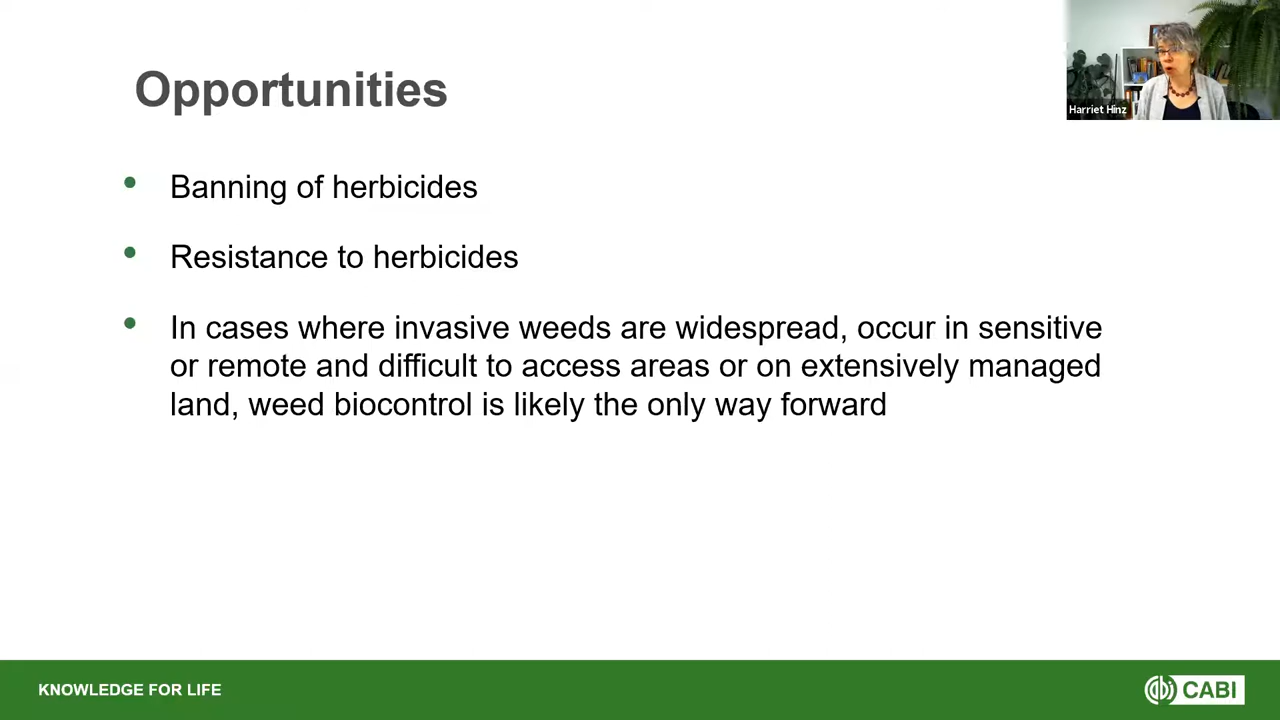 Opportunities
Harriet Hinz
• Banning of herbicides
• Resistance to herbicides
• In cases where invasive weeds are widespread, occur in sensitive
or remote and difficult to access areas or on extensively managed
land, weed biocontrol is likely the only way forward
KNOWLEDGE FOR LIFE
CABI